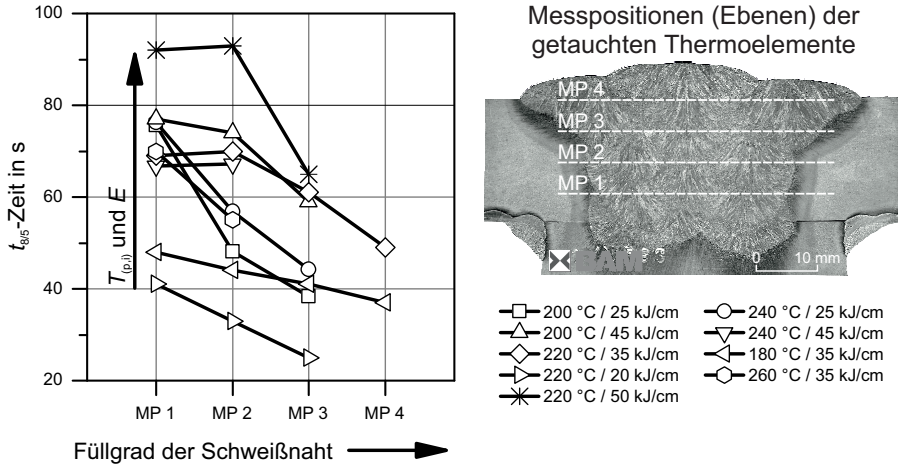 100
80
60
40
20
t8/5-Zeit in s
T(p,i) und E
MP 1
MP 2
MP 3
MP 4
Füllgrad der Schweißnaht
Messpositionen (Ebenen) der
getauchten Thermoelemente
MP 4
MP 3
MP 2
MP 1
BAM
0 10 mm
200 °C / 25 kJ/cm
200 °C / 45 kJ/cm
220 °C / 35 kJ/cm
220 °C / 20 kJ/cm
220 °C / 50 kJ/cm
240 °C / 25 kJ/cm
240 °C / 45 kJ/cm
180 °C / 35 kJ/cm
260 °C / 35 kJ/cm